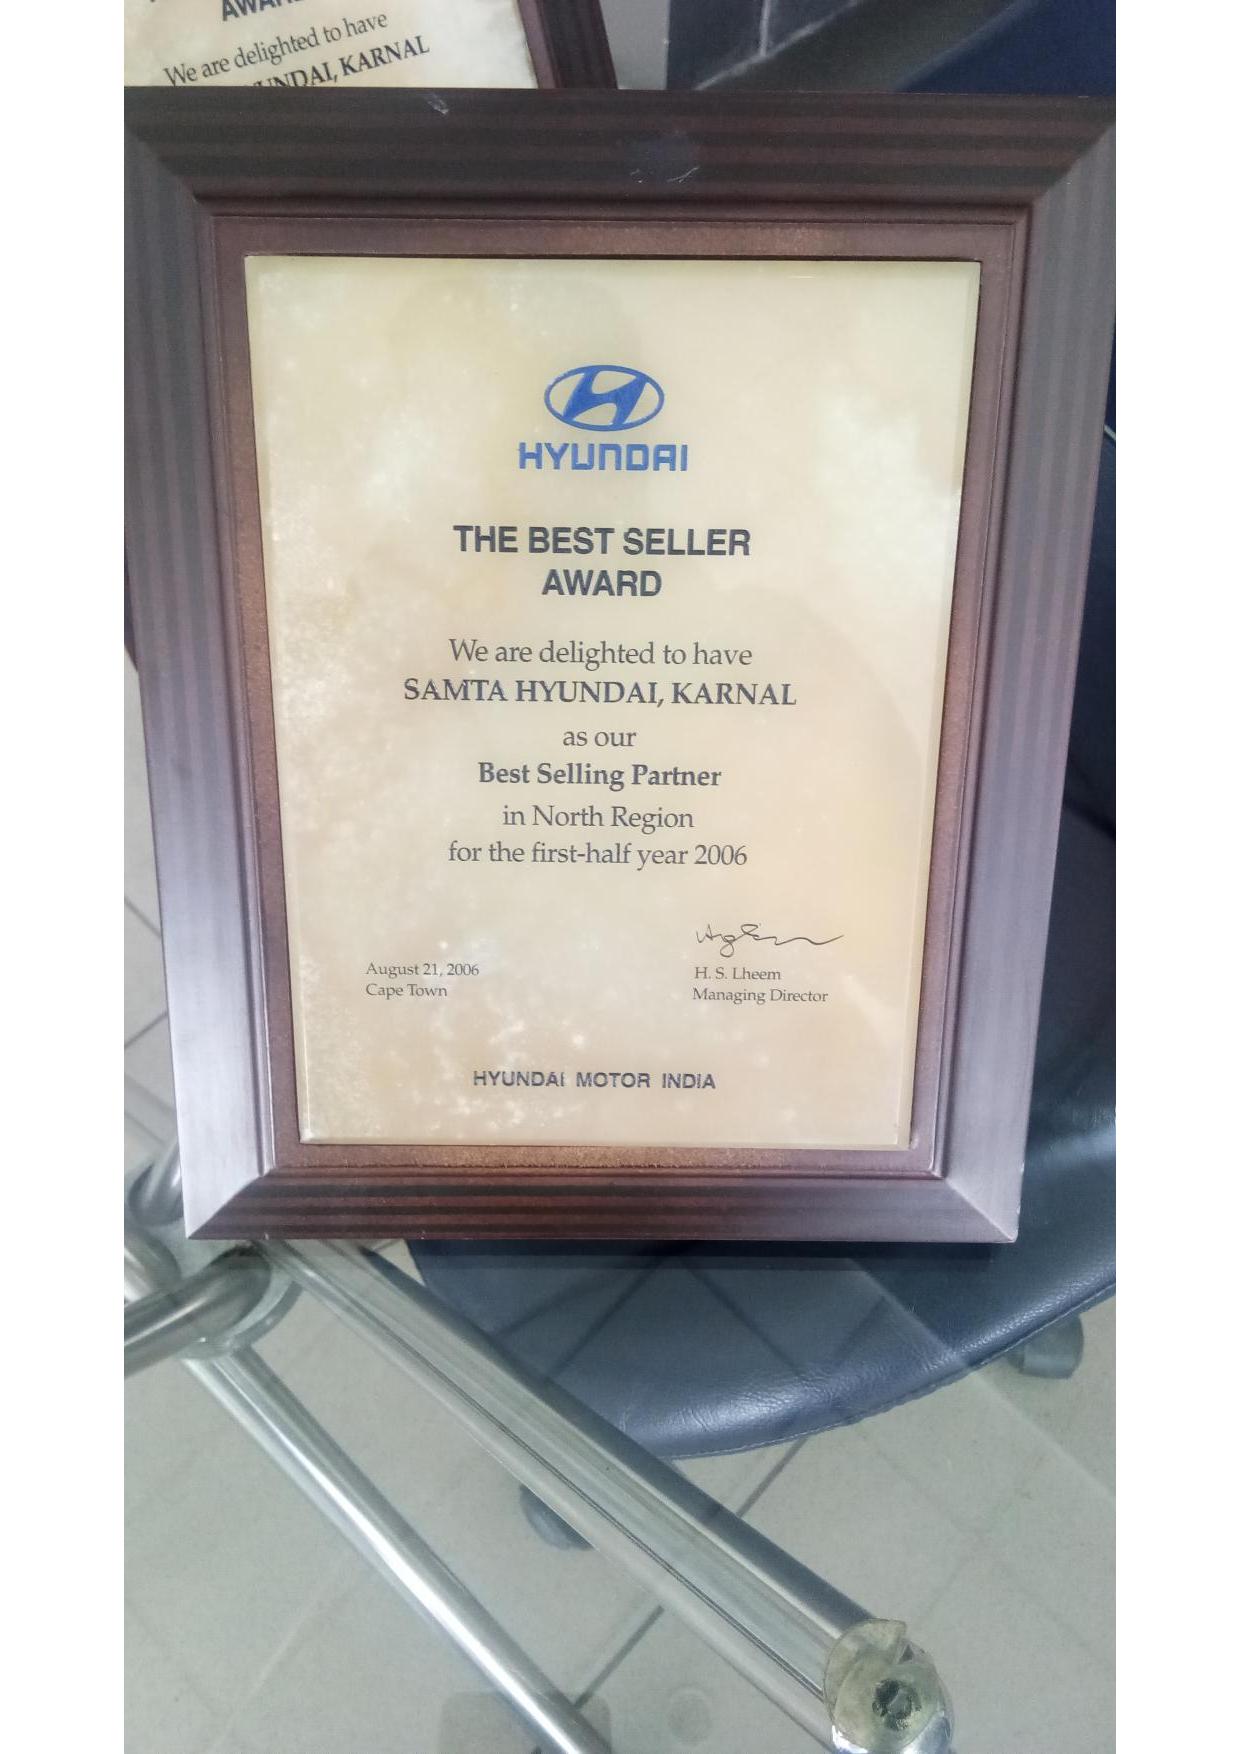 We are delighted to have
HYUNDAI
THE BEST SELLER
AWARD
We are delighted to have
SAMTA HYUNDAI, KARNAL
as our
Best Selling Partner
in North Region
for the first-half year 2006
August 21, 2006
Cape Town
H. S. Lheem
Managing Director
HYUNDAI MOTOR INDIA